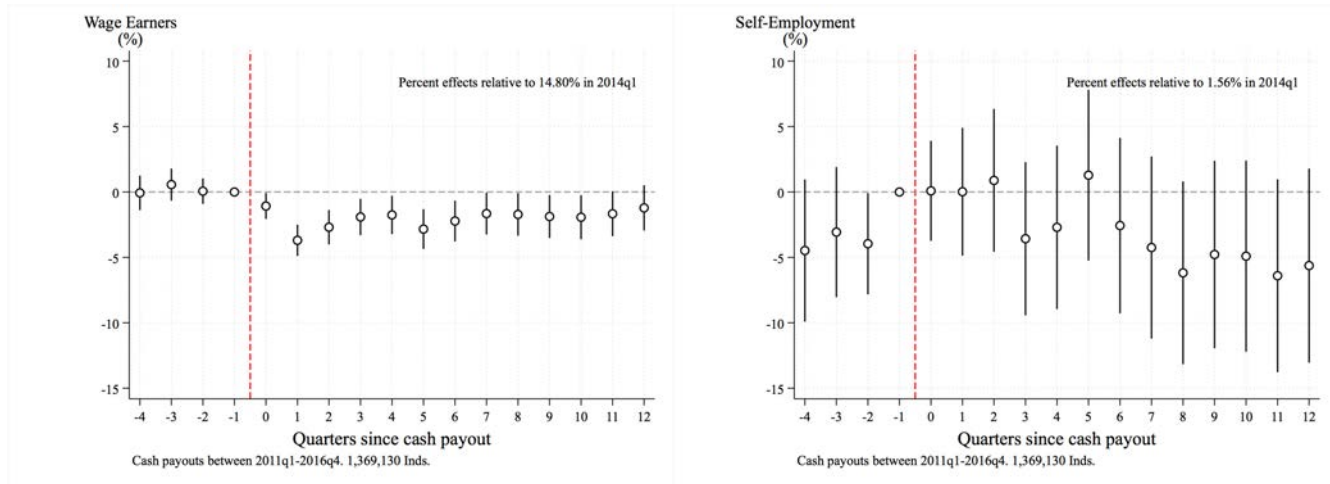 Wage Earners
(%)
Percent effects relative to 14.80% in 2014q1
10
5
0
-5
-10
-15
-4 -3 -2 -1 0 1 2 3 4 5 6 7 8 9 10 11 12
Quarters since cash payout
Cash payouts between 2011q1-2016q4. 1,369,130 Inds.
Self-Employment
(%)
Percent effects relative to 1.56% in 2014q1
10
5
0
-5
-10
-15
-4 -3 -2 -1 0 1 2 3 4 5 6 7 8 9 10 11 12
Quarters since cash payout
Cash payouts between 2011q1-2016q4. 1,369,130 Inds.